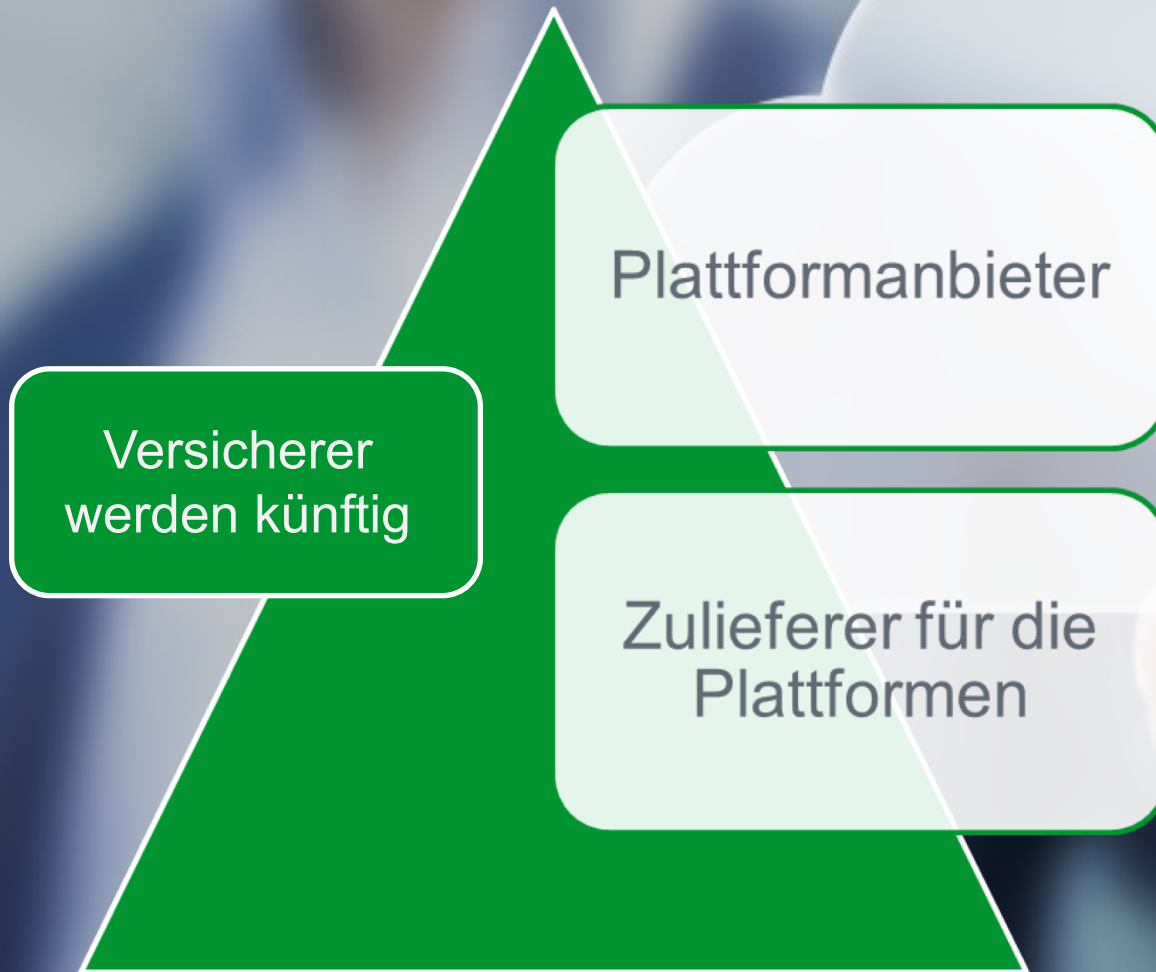 Plattformanbieter
Versicherer
werden künftig
Zulieferer für die
Plattformen